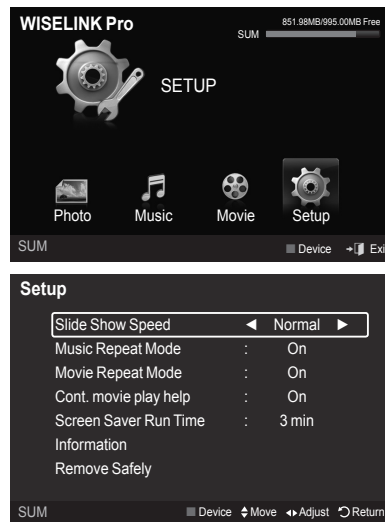 WISELINK Pro
851.98MB/995.00MB Free
SUM
SETUP
Photo Music Movie Setup
SUM Device Exi
Setup
Slide Show Speed ◀ Normal ▶
Music Repeat Mode : On
Movie Repeat Mode : On
Cont. movie play help : On
Screen Saver Run Time : 3 min
Information
Remove Safely
SUM Device Move Adjust Return